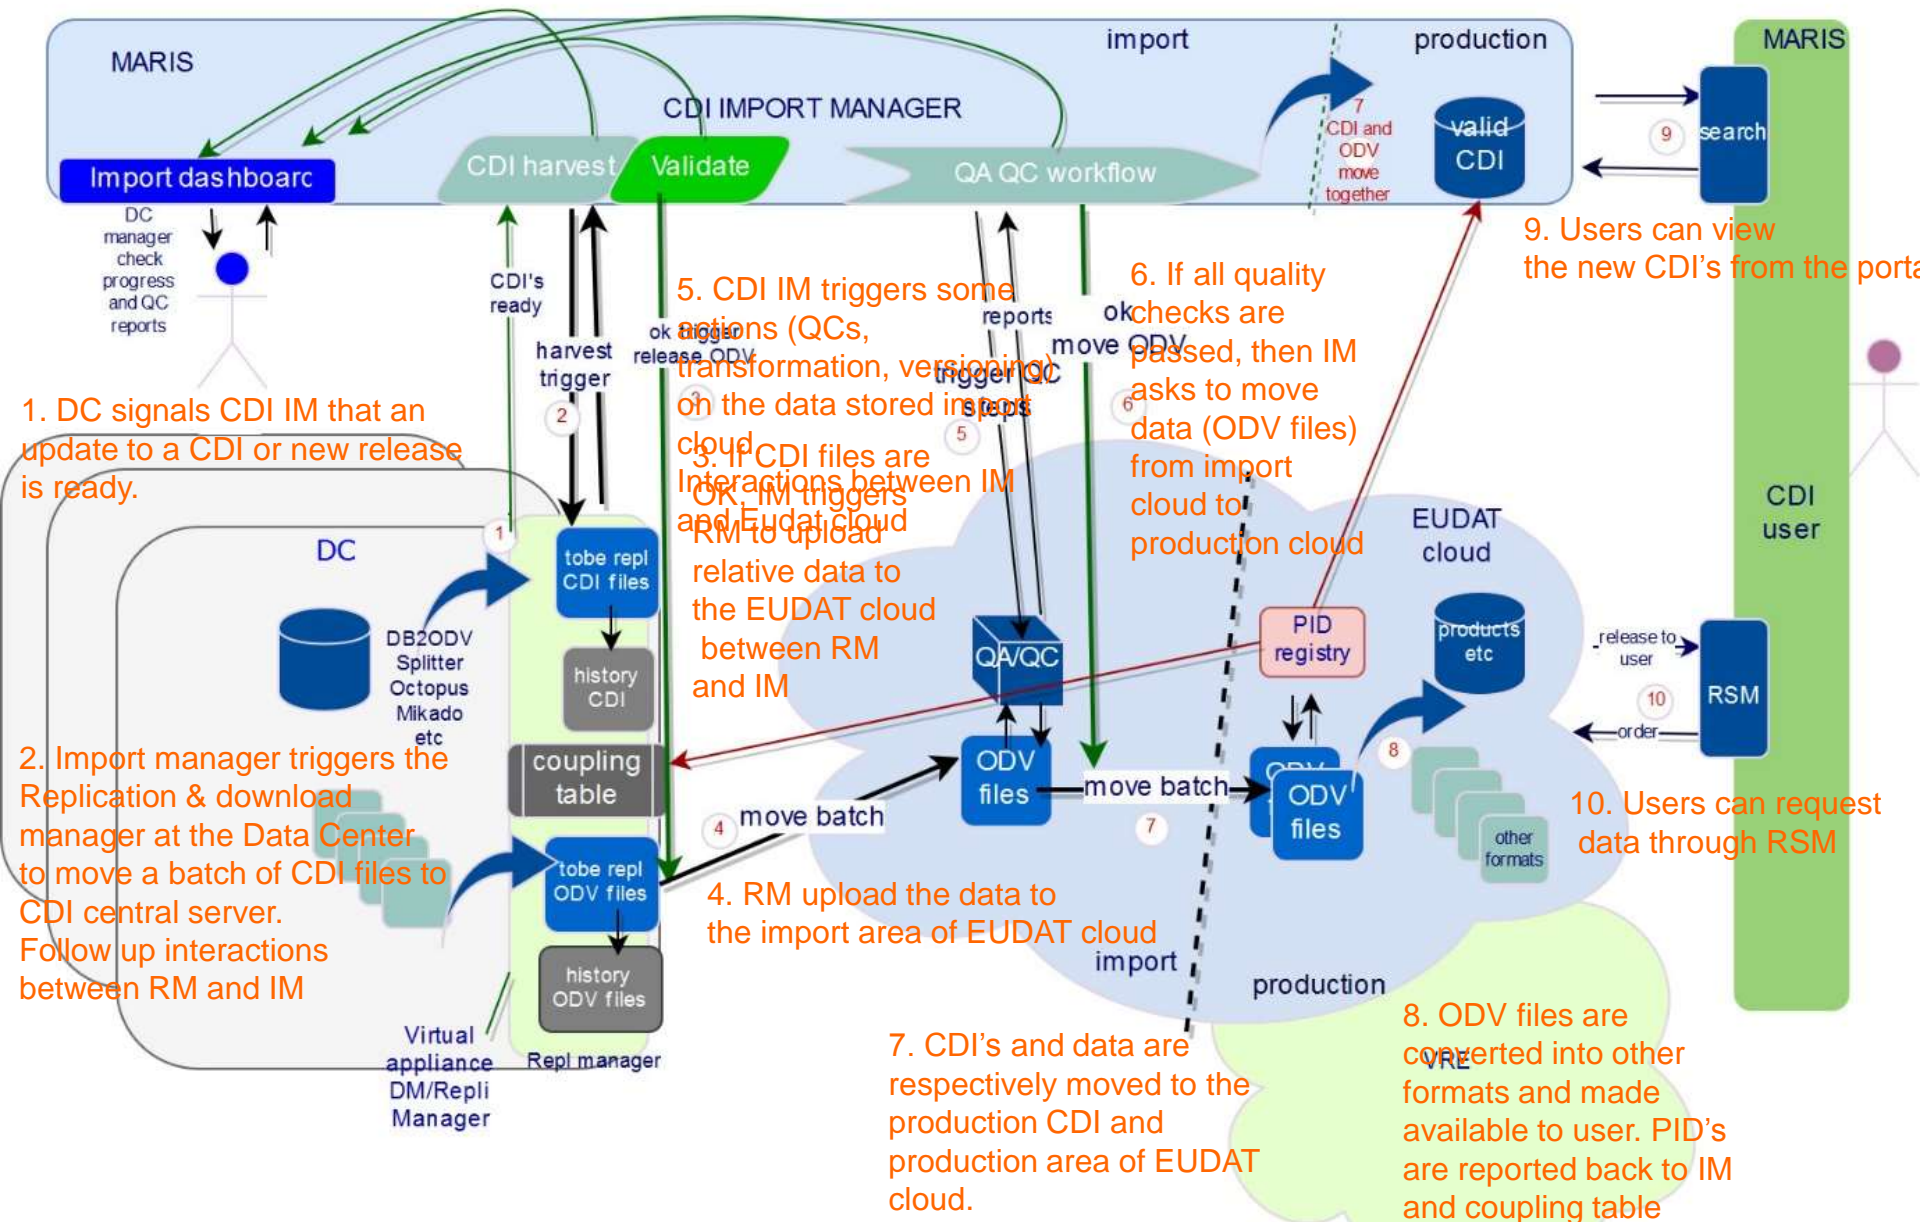 MARIS
import
production
MARIS
CDI IMPORT MANAGER
7
CDI and
ODV
move
together
valid
CDI
9
search
Import dashboarc
CDI harvest
Validate
QA QC workflow
DC
manager
check
progress
and QC
reports
CDI's
ready
harvest
trigger
2
ok trigger
release ODV
3
reports
trigger QC
steps
5
ok
move ODV
6
9. Users can view
the new CDI's from the porta
5. CDI IM triggers some
actions (QCs,
transformation, versioning)
on the data stored import
cloud.
Interactions between IM
and Eudat cloud
6. If all quality
checks are
passed, then IM
asks to move
data (ODV files)
from import
cloud to
production cloud
1. DC signals CDI IM that an
update to a CDI or new release
is ready.
3. If CDI files are
OK, IM triggers
RM to upload
relative data to
the EUDAT cloud
between RM
and IM
DC
1
tobe repl
CDI files
history
CDI
DB2ODV
Splitter
Octopus
Mikado
etc
coupling
table
tobe repl
ODV files
history
ODV files
Repl manager
Virtual
appliance
DM/Repli
Manager
2. Import manager triggers the
Replication & download
manager at the Data Center
to move a batch of CDI files to
CDI central server.
Follow up interactions
between RM and IM
4
move batch
QA/QC
ODV
files
move batch
7
PID
registry
ODV
ODV
files
EUDAT
cloud
products
etc
8
other
formats
CDI
user
release to
user
10
order
RSM
10. Users can request
data through RSM
4. RM upload the data to
the import area of EUDAT cloud
import
production
VRE
7. CDI's and data are
respectively moved to the
production CDI and
production area of EUDAT
cloud.
8. ODV files are
converted into other
formats and made
available to user. PID's
are reported back to IM
and coupling table